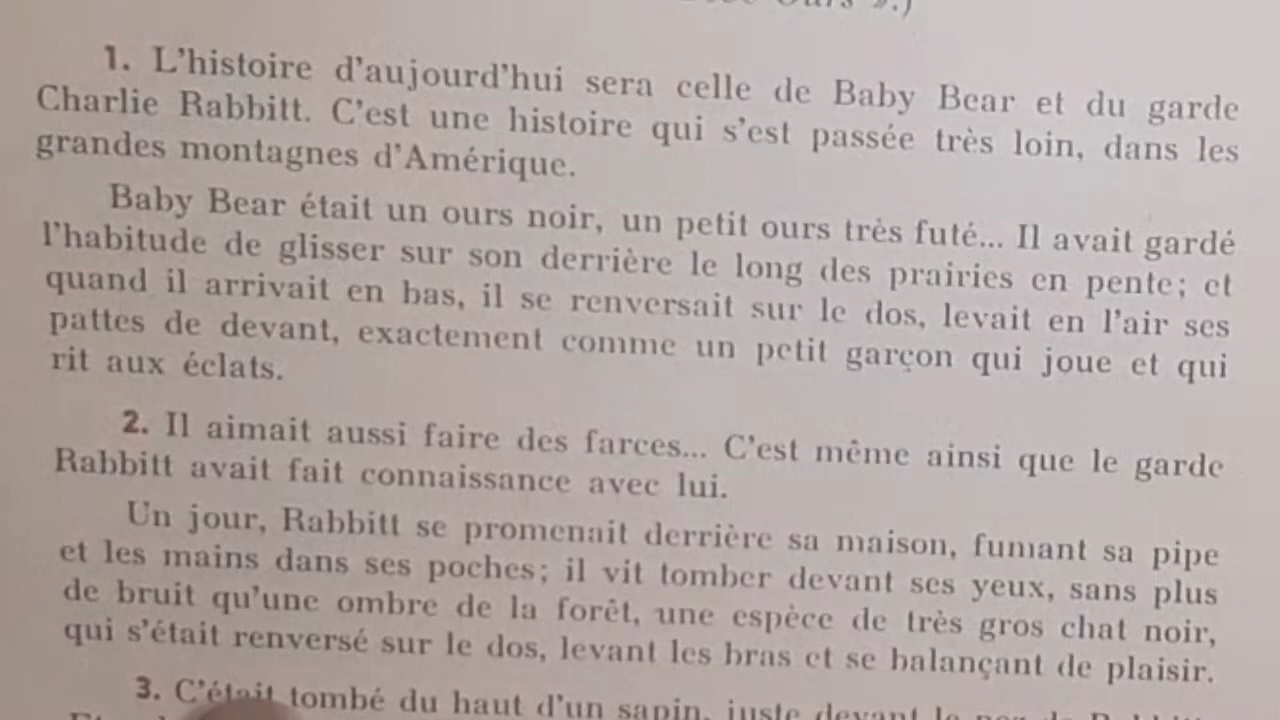 Ours ».)
1. L'histoire d'aujourd'hui sera celle de Baby Bear et du garde
Charlie Rabbitt. C'est une histoire qui s'est passée très loin, dans les
grandes montagnes d'Amérique.
Baby Bear était un ours noir, un petit ours très futé... Il avait gardé
l'habitude de glisser sur son derrière le long des prairies en pente; et
quand il arrivait en bas, il se renversait sur le dos, levait en l'air ses
pattes de devant, exactement comme un petit garçon qui joue et qui
rit aux éclats.
2. Il aimait aussi faire des farces... C'est même ainsi que le garde
Rabbitt avait fait connaissance avec lui.
Un jour, Rabbitt se promenait derrière sa maison, fumant sa pipe
et les mains dans ses poches; il vit tomber devant ses yeux, sans plus
de bruit qu'une ombre de la forêt, une espèce de très gros chat noir,
qui s'était renversé sur le dos, levant les bras et se balançant de plaisir.
3. C'était tombé du haut d'un sapin, juste devant le nez de